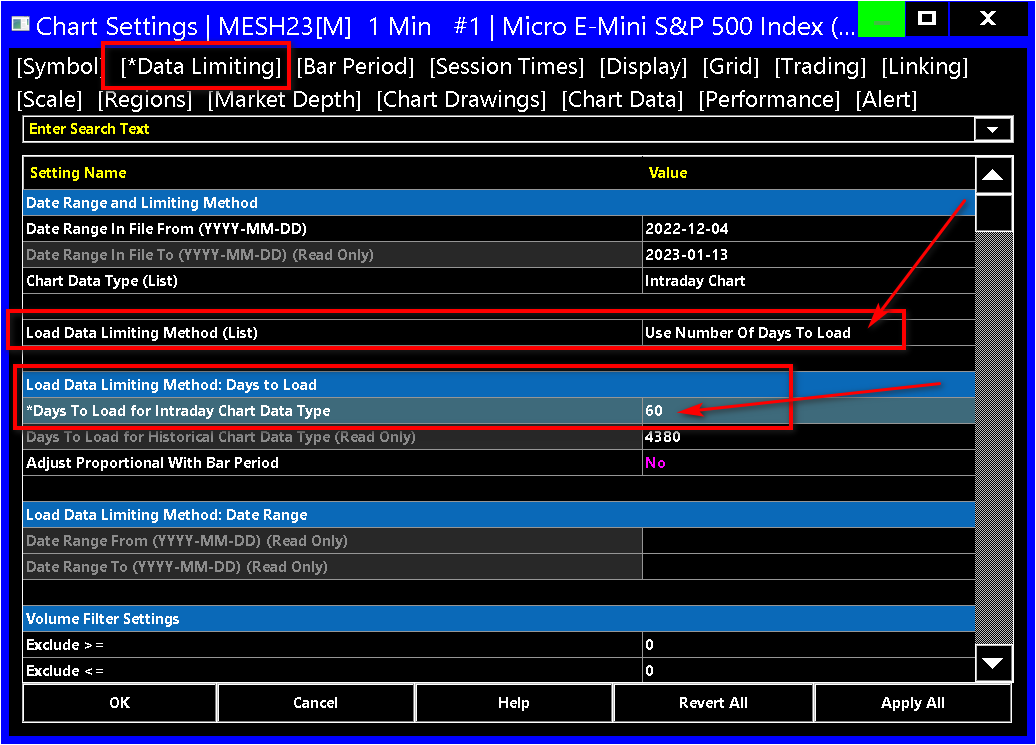 Chart Settings | MESH23[M]  1 Min   #1 | Micro E-Mini S&P 500 Index (...
[Symbol] [*Data Limiting] [Bar Period] [Session Times] [Display] [Grid] [Trading] [Linking]
[Scale] [Regions] [Market Depth] [Chart Drawings] [Chart Data] [Performance] [Alert]
Enter Search Text
Setting Name Value
Date Range and Limiting Method
Date Range In File From (YYYY-MM-DD) 2022-12-04
Date Range In File To (YYYY-MM-DD) (Read Only) 2023-01-13
Chart Data Type (List) Intraday Chart
Load Data Limiting Method (List) Use Number Of Days To Load
Load Data Limiting Method: Days to Load
*Days To Load for Intraday Chart Data Type 60
Days To Load for Historical Chart Data Type (Read Only) 4380
Adjust Proportional With Bar Period No
Load Data Limiting Method: Date Range
Date Range From (YYYY-MM-DD) (Read Only)
Date Range To (YYYY-MM-DD) (Read Only)
Volume Filter Settings
Exclude >= 0
Exclude <= 0
OK Cancel Help Revert All Apply All